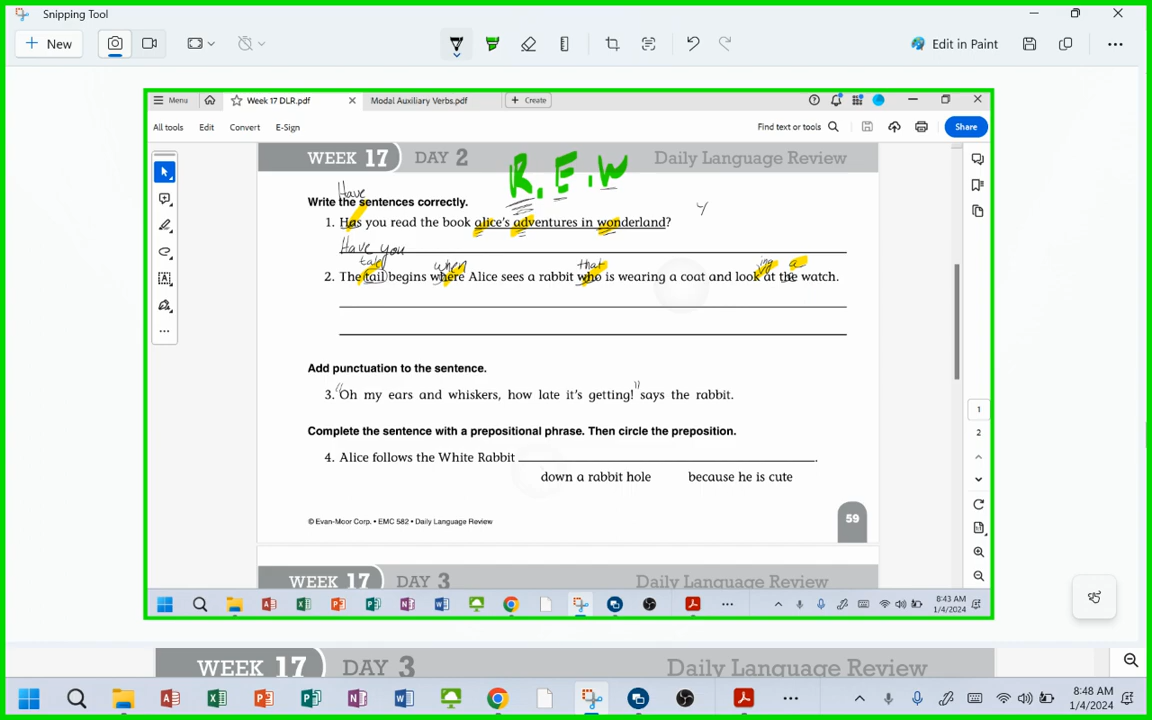 Snipping Tool
New
Edit in Paint
Menu
Week 17 DLR.pdf
Modal Auxiliary Verbs.pdf
Create
All tools
Edit
Convert
E-Sign
Find text or tools
Share
WEEK 17
DAY 2
R.E.W
Daily Language Review
Have
Write the sentences correctly.
1. Has you read the book alice's adventures in wonderland?
Have you
tale when that ing a
2. The tail begins where Alice sees a rabbit who is wearing a coat and look at the watch.
Add punctuation to the sentence.
3. "Oh my ears and whiskers, how late it's getting!" says the rabbit.
Complete the sentence with a prepositional phrase. Then circle the preposition.
4. Alice follows the White Rabbit ____.
down a rabbit hole because he is cute
© Evan-Moor Corp. • EMC 582 • Daily Language Review
59
1
2
WEEK 17 DAY 3 Daily Language Review
8:43 AM
1/4/2024
WEEK 17 DAY 3 Daily Language Review
8:48 AM
1/4/2024